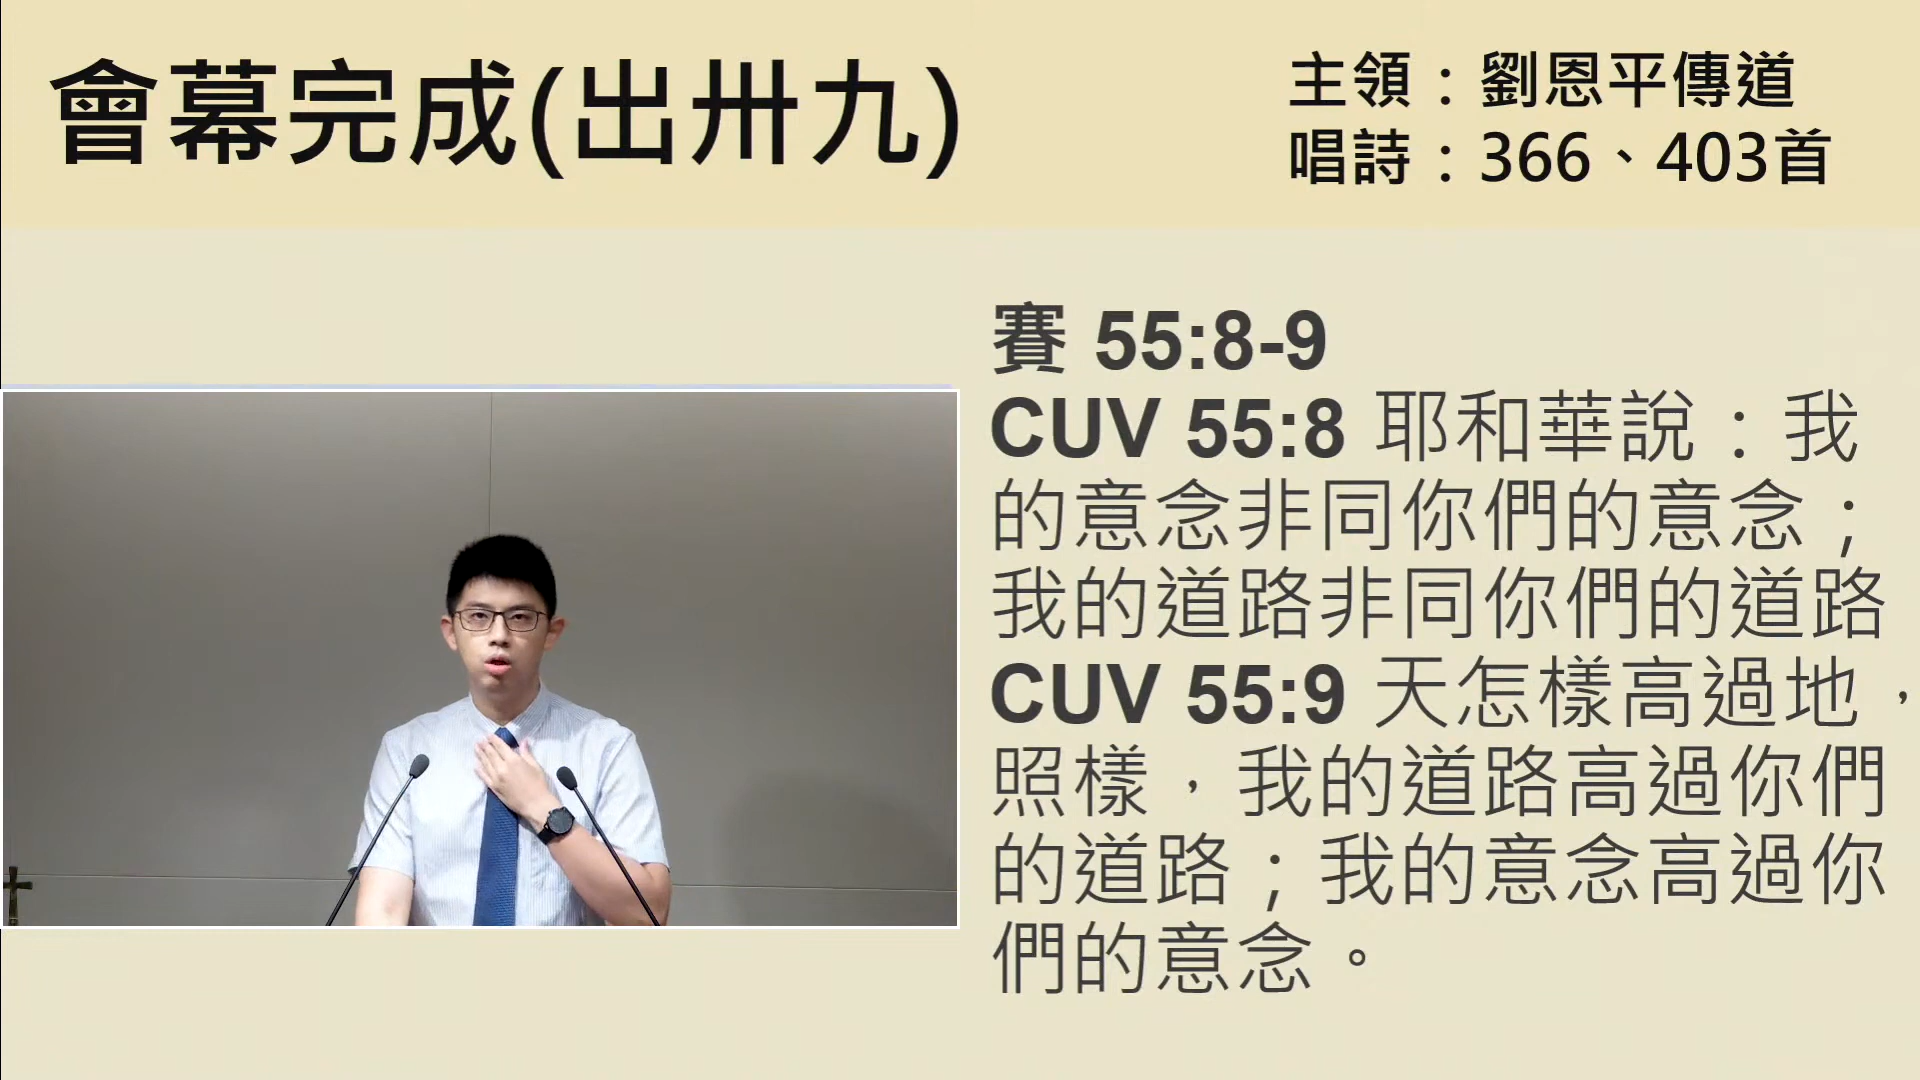 會幕完成(出卅九)
主領：劉恩平傳道
唱詩：366、403首
賽 55:8-9
CUV 55:8 耶和華說：我
的意念非同你們的意念；
我的道路非同你們的道路
CUV 55:9 天怎樣高過地，
照樣，我的道路高過你們
的道路；我的意念高過你
們的意念。